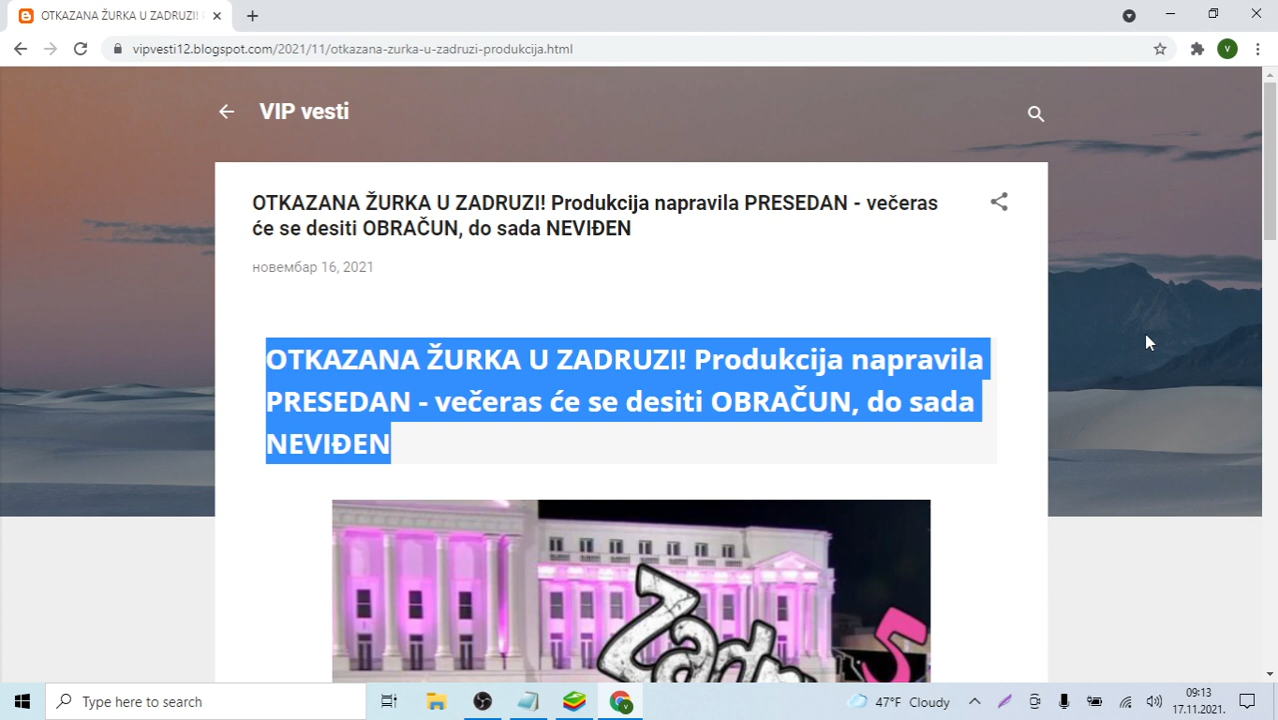 OTKAZANA ŽURKA U ZADRUZI!
vipvesti12.blogspot.com/2021/11/otkazana-zurka-u-zadruzi-produkcija.html
V
VIP vesti
OTKAZANA ŽURKA U ZADRUZI! Produkcija napravila PRESEDAN - večeras
će se desiti OBRAČUN, do sada NEVIĐEN
новембар 16, 2021
OTKAZANA ŽURKA U ZADRUZI! Produkcija napravila
PRESEDAN - večeras će se desiti OBRAČUN, do sada
NEVIĐEN
Zadr
5
Type here to search
47°F Cloudy
09:13
17.11.2021.